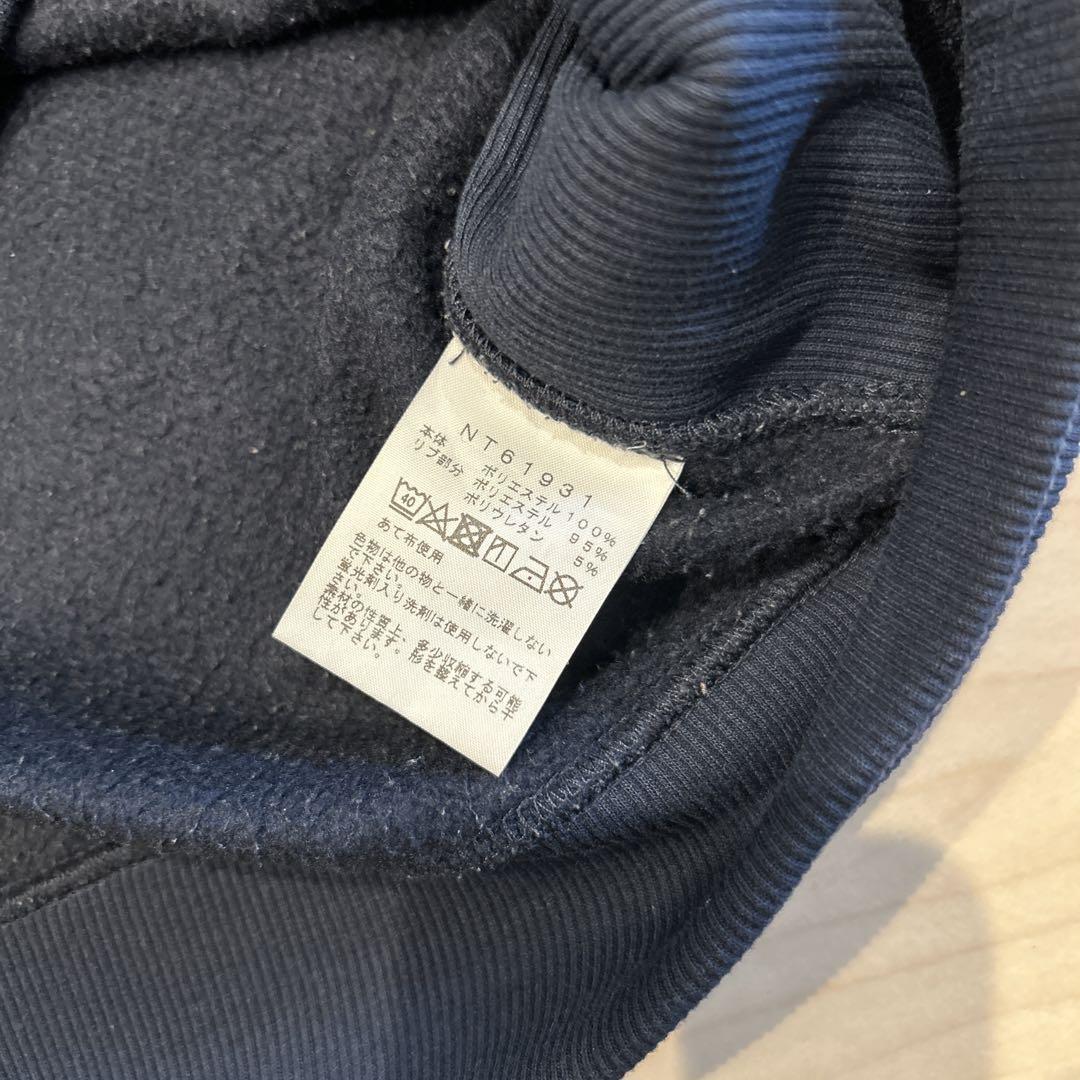 NT61931
本体 ポリエステル100%
リブ部分 ポリエステル 95%
ポリウレタン 5%
40
あて布使用
色物は他の物と一緒に洗濯しない
で下さい。
蛍光剤入り洗剤は使用しないで下
さい。
素材の性質上、多少収縮する可能
性があります。形を整えてから干
して下さい。